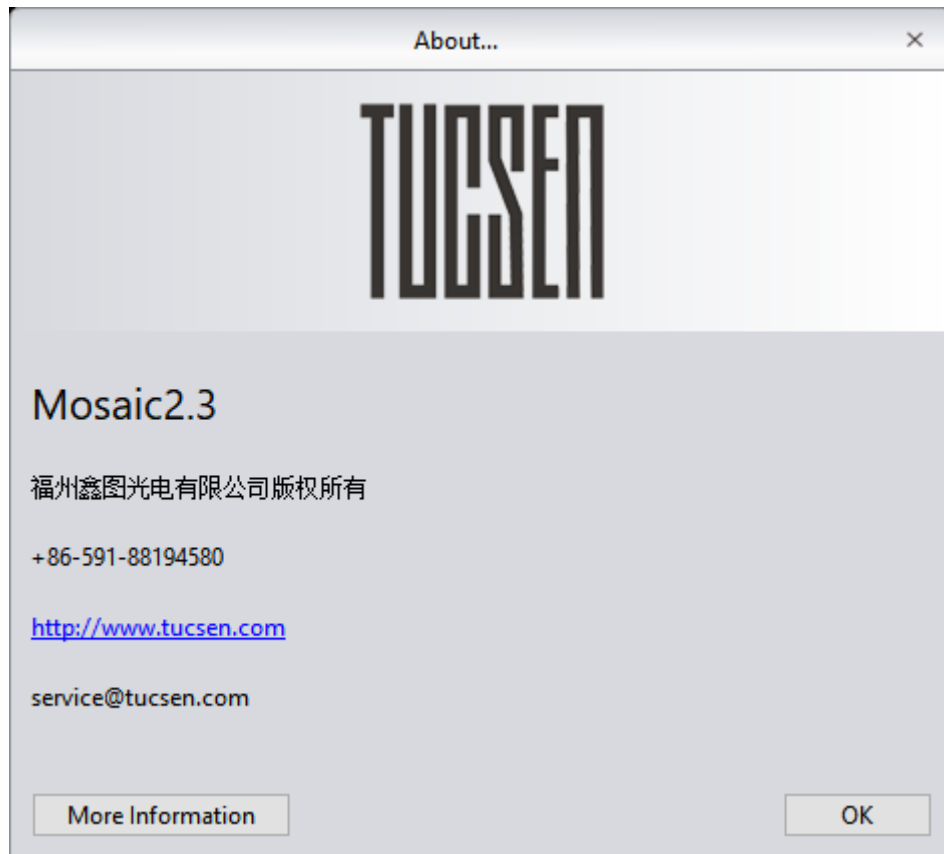 About...
TUCSEN
Mosaic2.3
福州鑫图光电有限公司版权所有
+86-591-88194580
http://www.tucsen.com
service@tucsen.com
More Information
OK